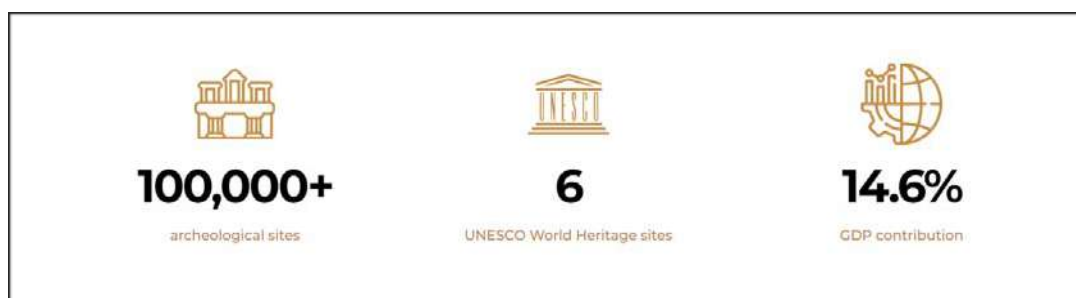 UNESCO
100,000+
6
14.6%
archeological sites
UNESCO World Heritage sites
GDP contribution